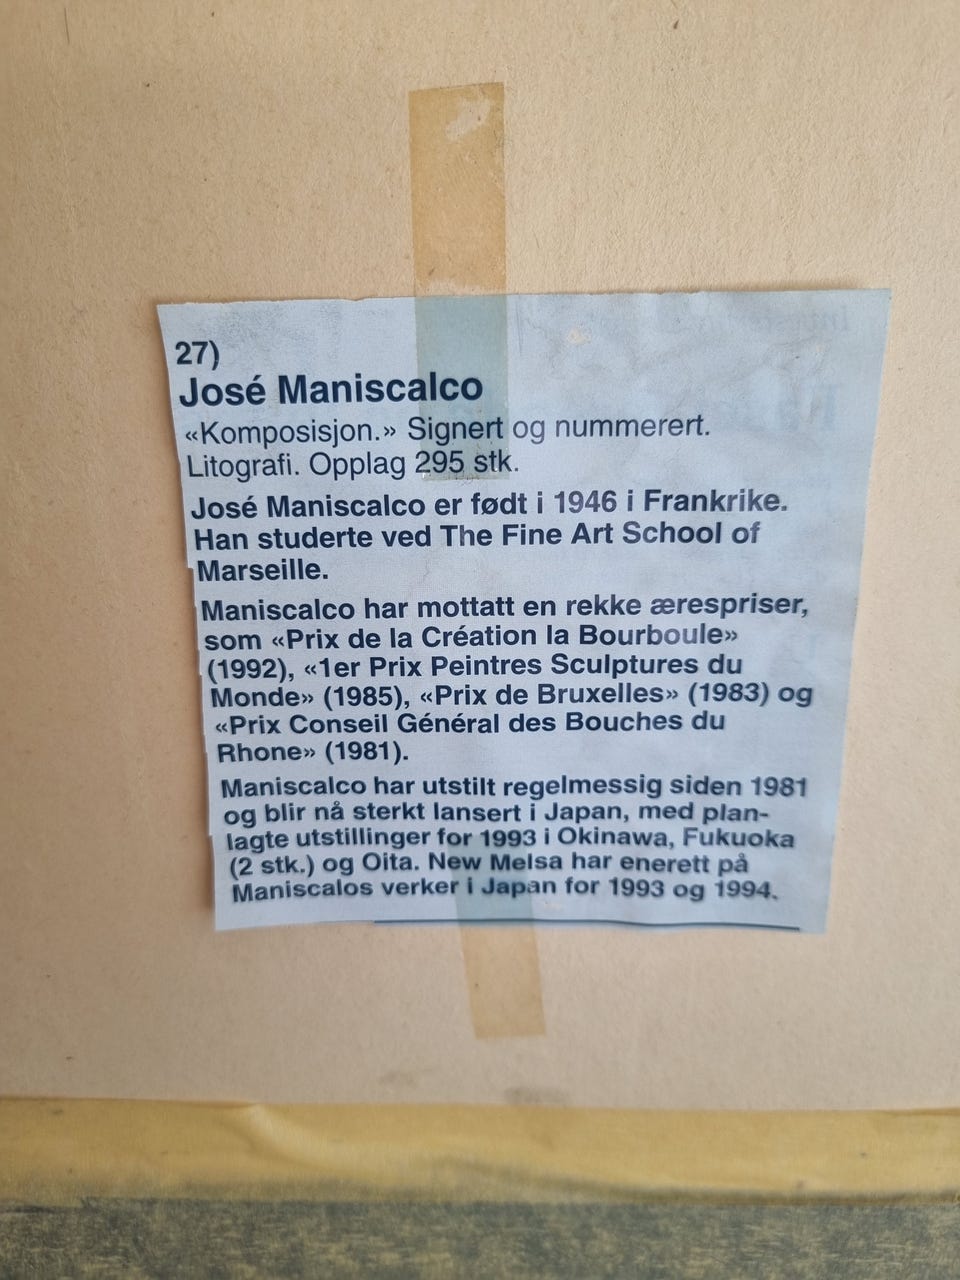 27)
José Maniscalco
«Komposisjon.» Signert og nummerert.
Litografi. Opplag 295 stk.
José Maniscalco er født i 1946 i Frankrike.
Han studerte ved The Fine Art School of
Marseille.
Maniscalco har mottatt en rekke ærespriser,
som «Prix de la Création la Bourboule»
(1992), «1er Prix Peintres Sculptures du
Monde» (1985), «Prix de Bruxelles» (1983) og
«Prix Conseil Général des Bouches du
Rhone» (1981).
Maniscalco har utstilt regelmessig siden 1981
og blir nå sterkt lansert i Japan, med plan-
lagte utstillinger for 1993 i Okinawa, Fukuoka
(2 stk.) og Oita. New Melsa har enerett på
Maniscalos verker i Japan for 1993 og 1994.